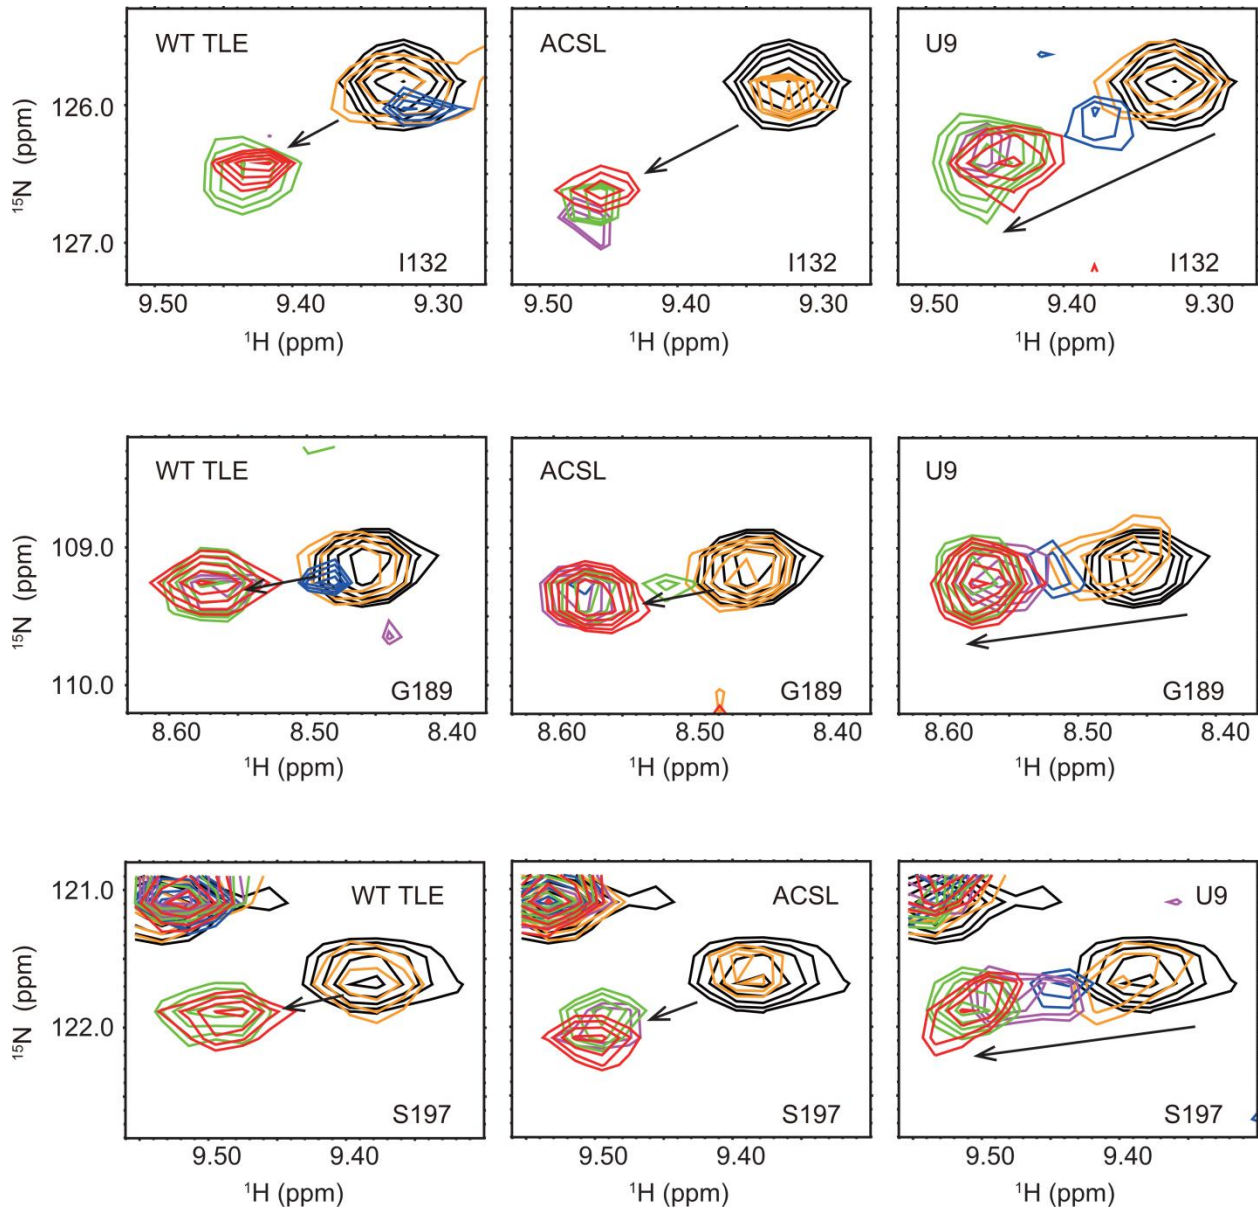 WT TLE
ACSL
U9
126.0
127.0
¹⁵N (ppm)
I132
I132
I132
9.50 9.40 9.30
9.50 9.40 9.30
9.50 9.40 9.30
¹H (ppm)
¹H (ppm)
¹H (ppm)
WT TLE
ACSL
U9
109.0
110.0
¹⁵N (ppm)
G189
G189
G189
8.60 8.50 8.40
8.60 8.50 8.40
8.60 8.50 8.40
¹H (ppm)
¹H (ppm)
¹H (ppm)
WT TLE
ACSL
U9
121.0
122.0
¹⁵N (ppm)
S197
S197
S197
9.50 9.40
9.50 9.40
9.50 9.40
¹H (ppm)
¹H (ppm)
¹H (ppm)